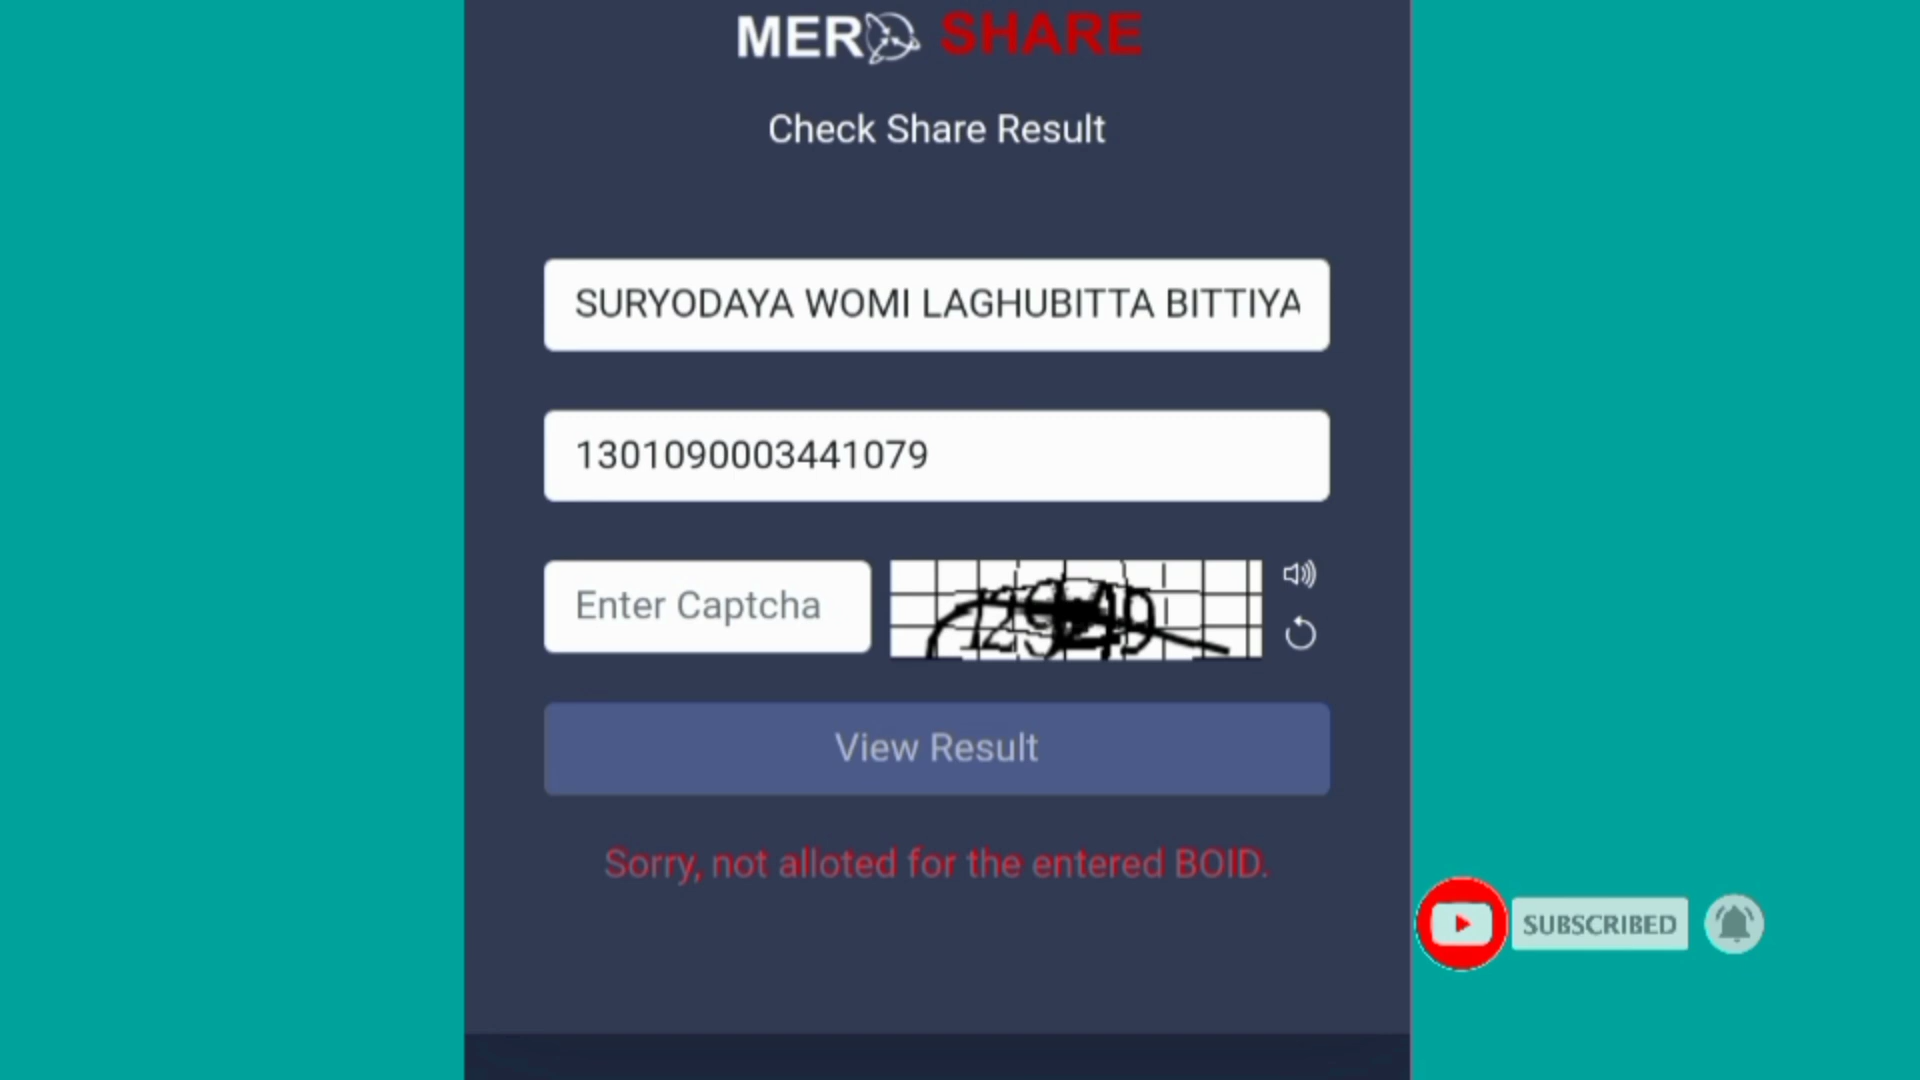 MERO SHARE
Check Share Result
SURYODAYA WOMI LAGHUBITTA BITTIYA
1301090003441079
Enter Captcha
View Result
Sorry, not alloted for the entered BOID.
SUBSCRIBED